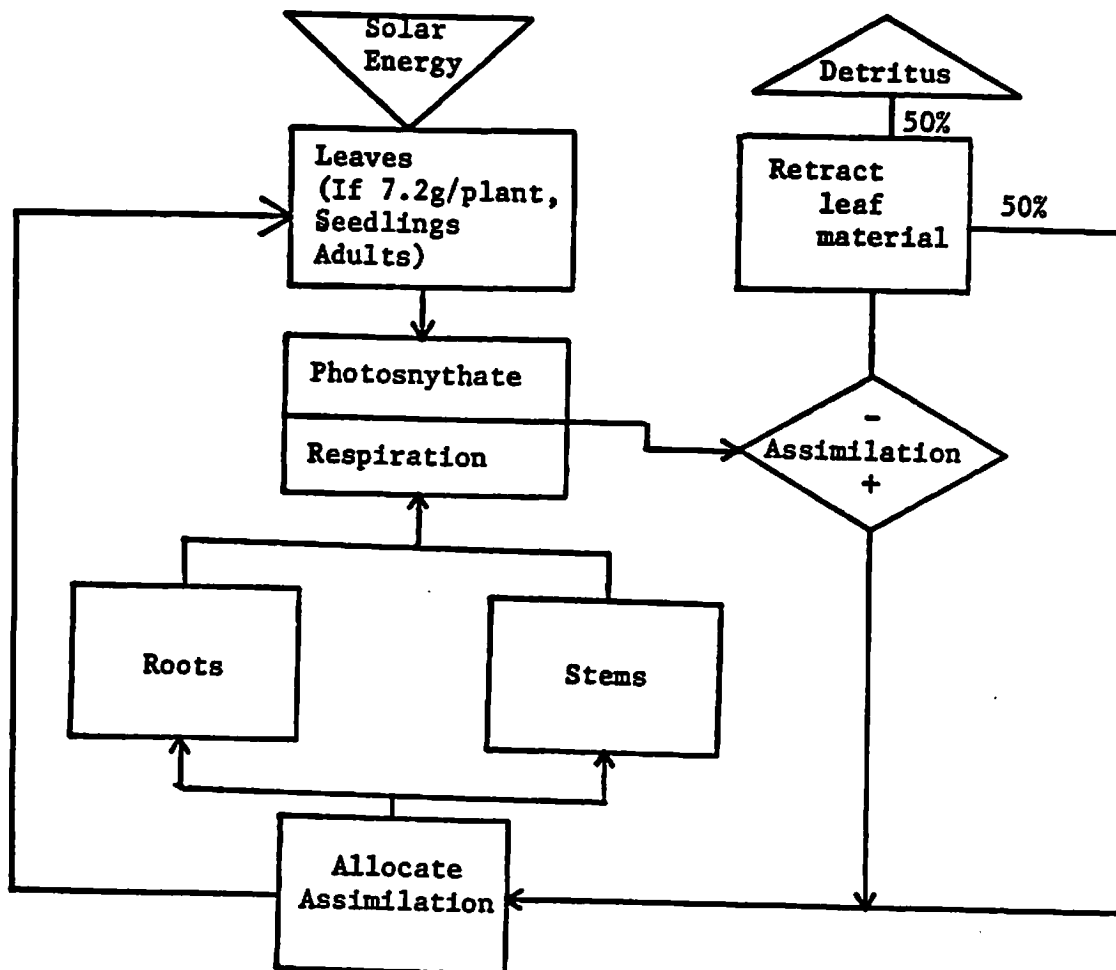 Solar
Energy
Detritus
50%
Leaves
(If 7.2g/plant,
Seedlings
Adults)
Retract
leaf
material
50%
Photosnythate
Respiration
-
Assimilation
+
Roots
Stems
Allocate
Assimilation